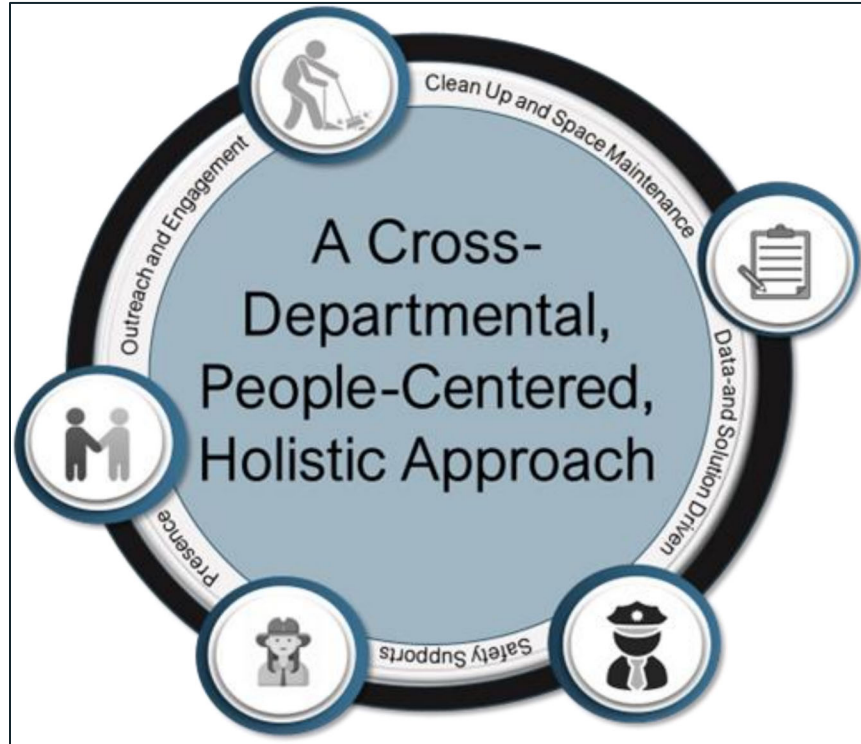 Clean Up and Space Maintenance
Data-and Solution Driven
Safety Supports
Presence
Outreach and Engagement
A Cross-
Departmental,
People-Centered,
Holistic Approach